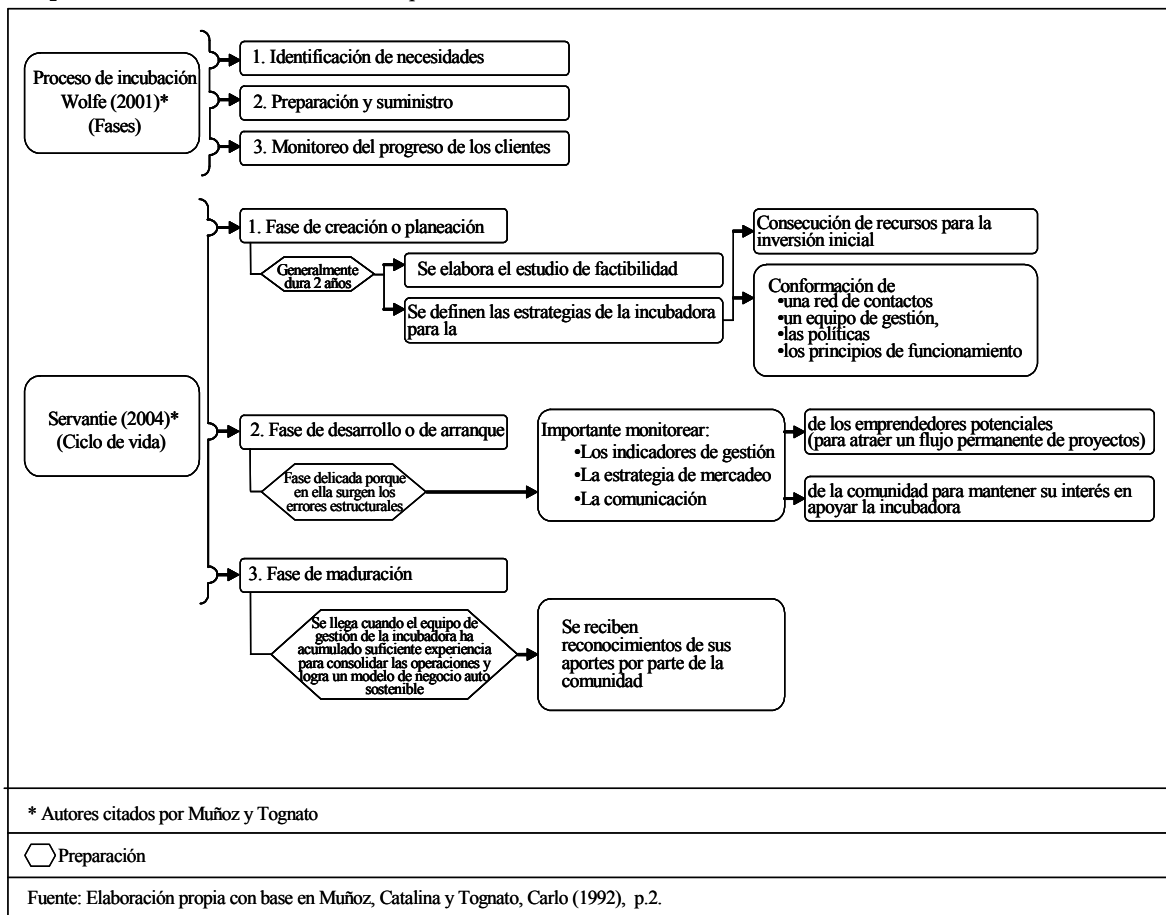 Proceso de incubación
Wolfe (2001)*
(Fases)
1. Identificación de necesidades
2. Preparación y suministro
3. Monitoreo del progreso de los clientes
Servantie (2004)*
(Ciclo de vida)
1. Fase de creación o planeación
Generalmente
dura 2 años
Se elabora el estudio de factibilidad
Se definen las estrategias de la incubadora
para la
Consecución de recursos para la
inversión inicial
Conformación de
•una red de contactos
•un equipo de gestión,
•las políticas
•los principios de funcionamiento
2. Fase de desarrollo o de arranque
Fase delicada porque
en ella surgen los
errores estructurales
Importante monitorear:
•Los indicadores de gestión
•La estrategia de mercadeo
•La comunicación
de los emprendedores potenciales
(para atraer un flujo permanente de proyectos)
de la comunidad para mantener su interés en
apoyar la incubadora
3. Fase de maduración
Se llega cuando el equipo de
gestión de la incubadora ha
acumulado suficiente experiencia
para consolidar las operaciones y
logra un modelo de negocio auto
sostenible
Se reciben
reconocimientos de sus
aportes por parte de la
comunidad
* Autores citados por Muñoz y Tognato
Preparación
Fuente: Elaboración propia con base en Muñoz, Catalina y Tognato, Carlo (1992), p.2.